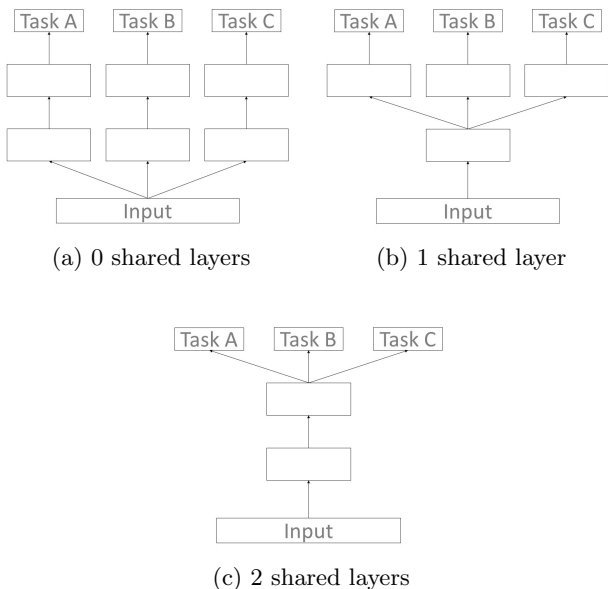 Task A Task B Task C
Input
(a) 0 shared layers
Task A Task B Task C
Input
(b) 1 shared layer
Task A Task B Task C
Input
(c) 2 shared layers